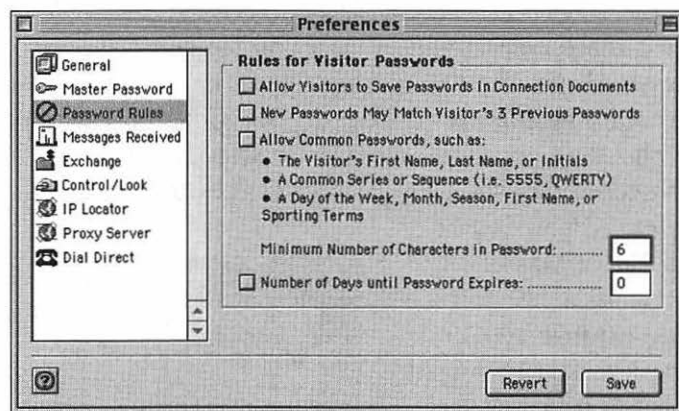 Preferences
General
Master Password
Password Rules
Messages Received
Exchange
Control/Look
IP Locator
Proxy Server
Dial Direct
Rules for Visitor Passwords
Allow Visitors to Save Passwords in Connection Documents
New Passwords May Match Visitor's 3 Previous Passwords
Allow Common Passwords, such as:
• The Visitor's First Name, Last Name, or Initials
• A Common Series or Sequence (i.e. 5555, QWERTY)
• A Day of the Week, Month, Season, First Name, or
Sporting Terms
Minimum Number of Characters in Password: .......... 6
Number of Days until Password Expires: ................. 0
?
Revert Save